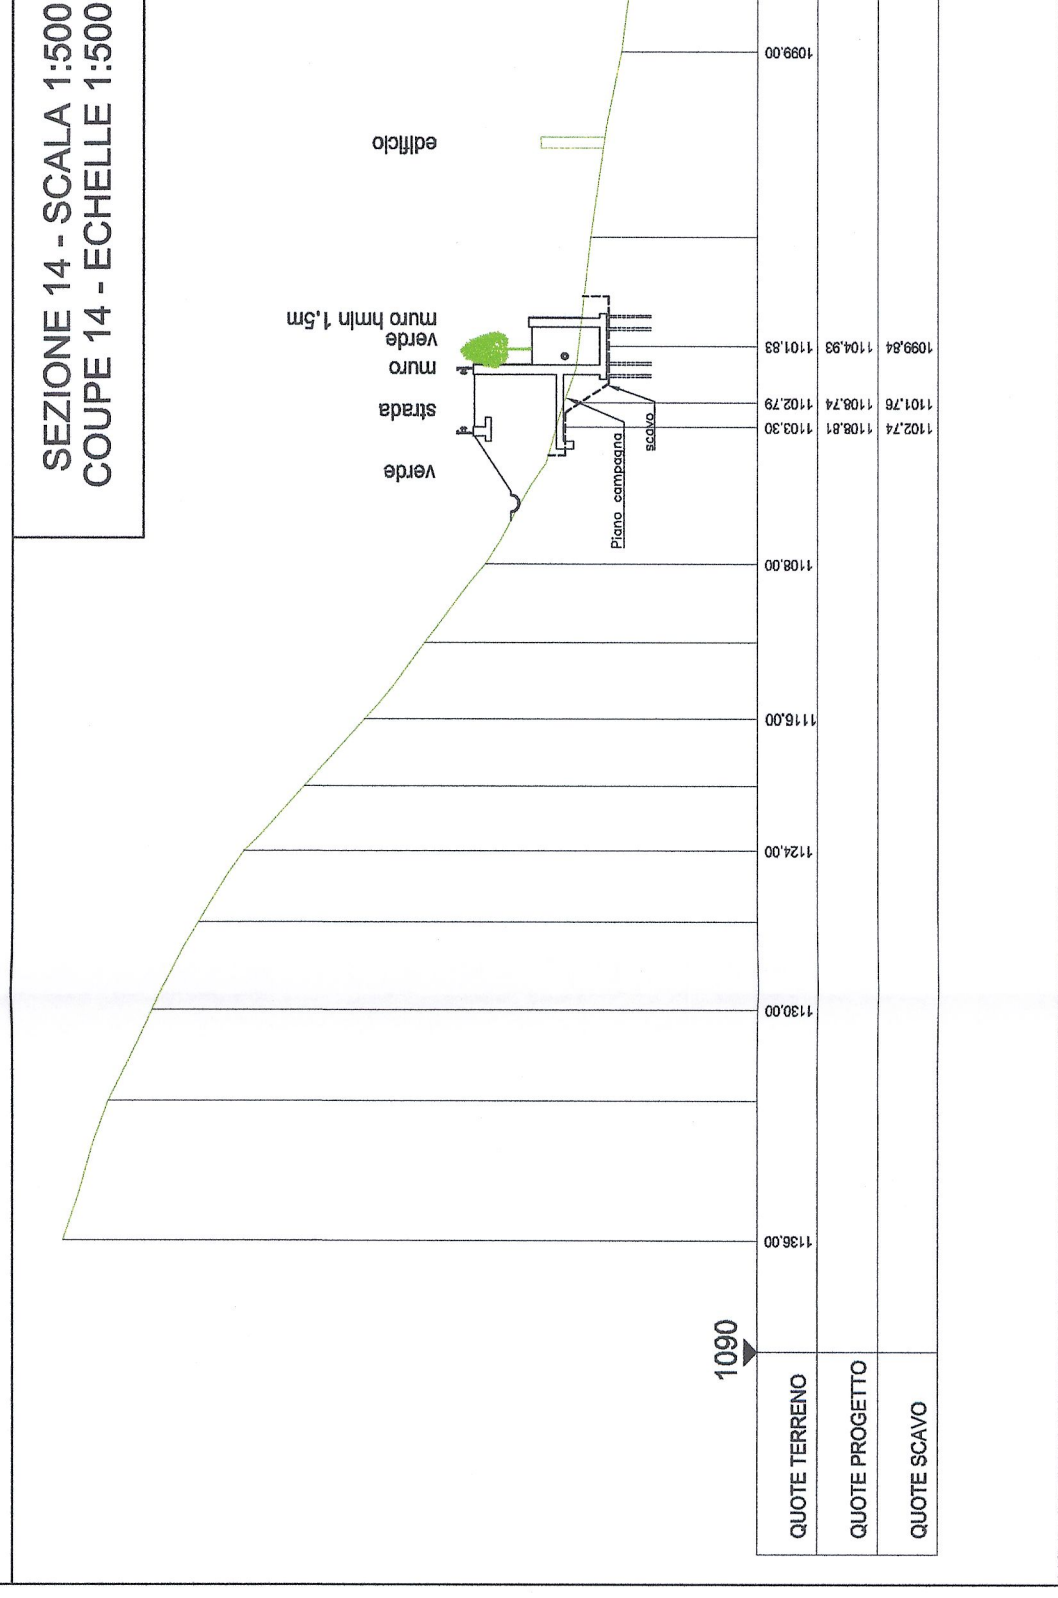 SEZIONE 14 - SCALA 1:500
COUPE 14 - ECHELLE 1:500
verde
strada
muro
verde
muro hmin 1,5m
edificio
Piano campagna
scavo
1090
QUOTE TERRENO
1136,00
1130,00
1124,00
1116,00
1108,00
1103,30
1102,79
1101,83
1099,00
QUOTE PROGETTO
1108,81
1108,74
1104,93
QUOTE SCAVO
1102,74
1101,76
1099,84